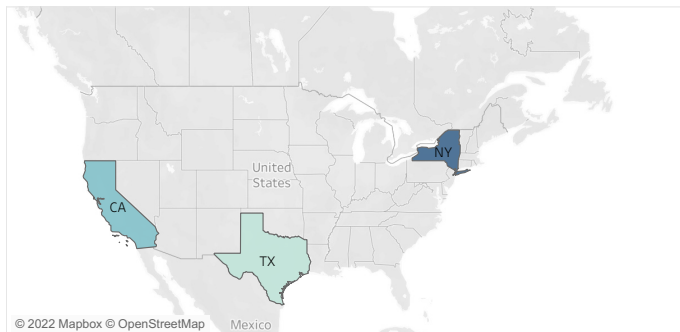 NY
United
States
CA
TX
© 2022 Mapbox © OpenStreetMap
Mexico